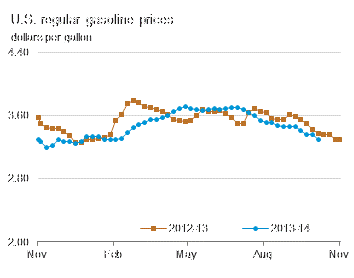 U.S. regular gasoline prices
dollars per gallon
4.40
3.60
2.80
2.00
Nov Feb May Aug Nov
2012-13 2013-14